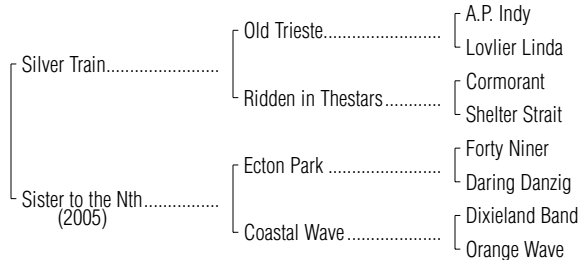 A.P. Indy
Old Trieste
Lovlier Linda
Silver Train
Cormorant
Ridden in Thestars
Shelter Strait
Forty Niner
Ecton Park
Daring Danzig
Sister to the Nth
(2005)
Dixieland Band
Coastal Wave
Orange Wave